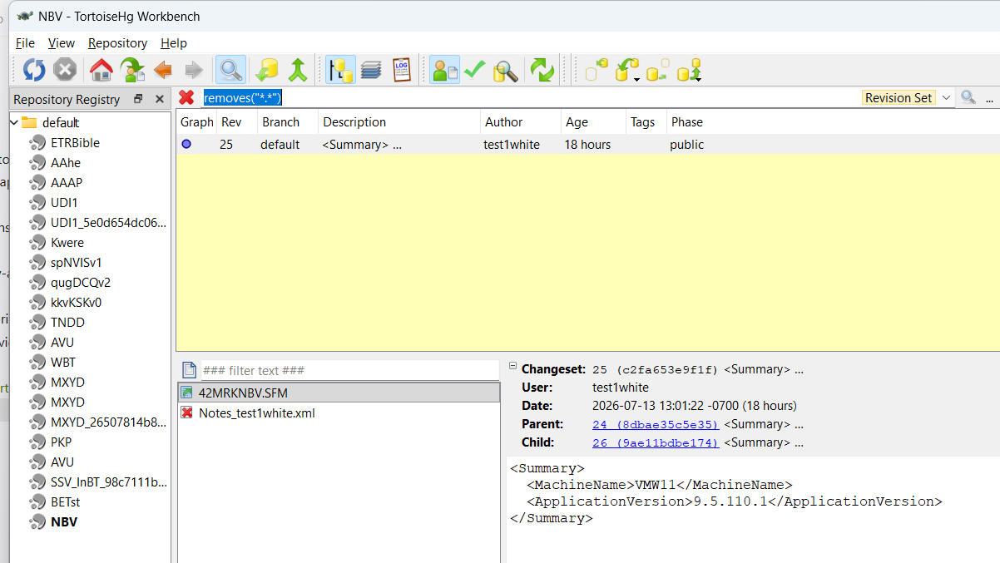 NBV - TortoiseHg Workbench
File View Repository Help
LOG
Repository Registry
removes("*.*")
Revision Set
...
default
ETRBible
AAhe
AAAP
UDI1
UDI1_5e0d654dc06...
Kwere
spNVISv1
qugDCQv2
kkvKSKv0
TNDD
AVU
WBT
MXYD
MXYD
MXYD_26507814b8...
PKP
AVU
SSV_InBT_98c7111b...
BETst
NBV
Graph Rev Branch Description Author Age Tags Phase
25 default <Summary> ... test1white 18 hours public
### filter text ###
42MRKNBV.SFM
Notes_test1white.xml
Changeset: 25 (c2fa653e9f1f) <Summary> ...
User: test1white
Date: 2026-07-13 13:01:22 -0700 (18 hours)
Parent: 24 (8dbae35c5e35) <Summary> ...
Child: 26 (9ae11bdbe174) <Summary> ...
<Summary>
<MachineName>VMW11</MachineName>
<ApplicationVersion>9.5.110.1</ApplicationVersion>
</Summary>